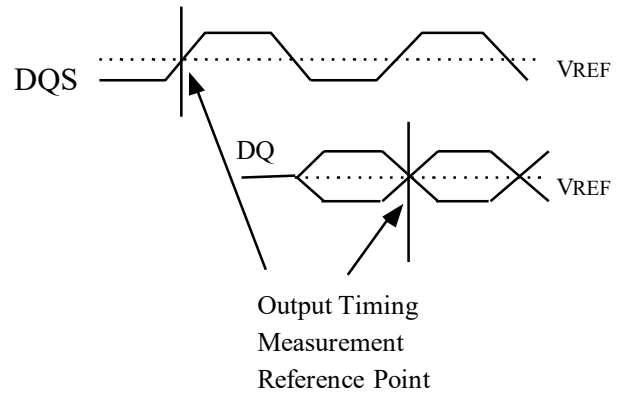 DQS
VREF
DQ
VREF
Output Timing
Measurement
Reference Point